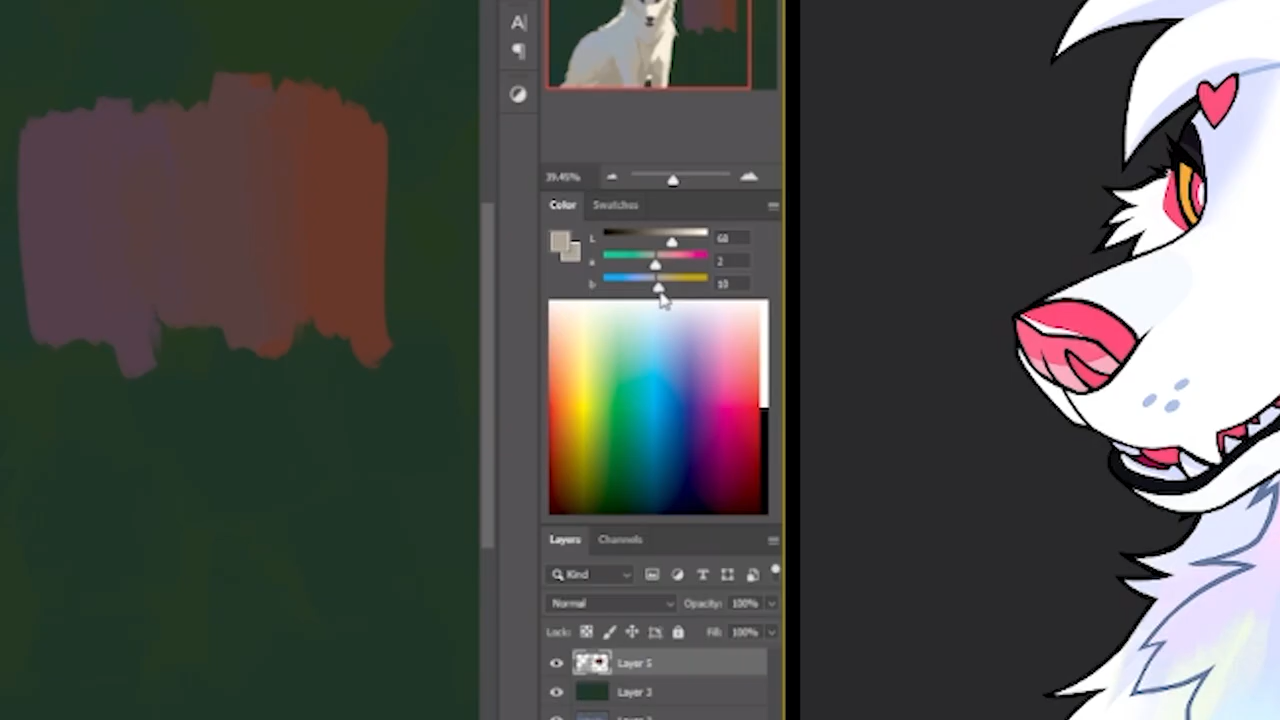 A
39.45%
Color Swatches
L 68
a 2
b 10
Layers Channels
Kind
Normal Opacity: 100%
Lock: Fill: 100%
Layer 5
Layer 3